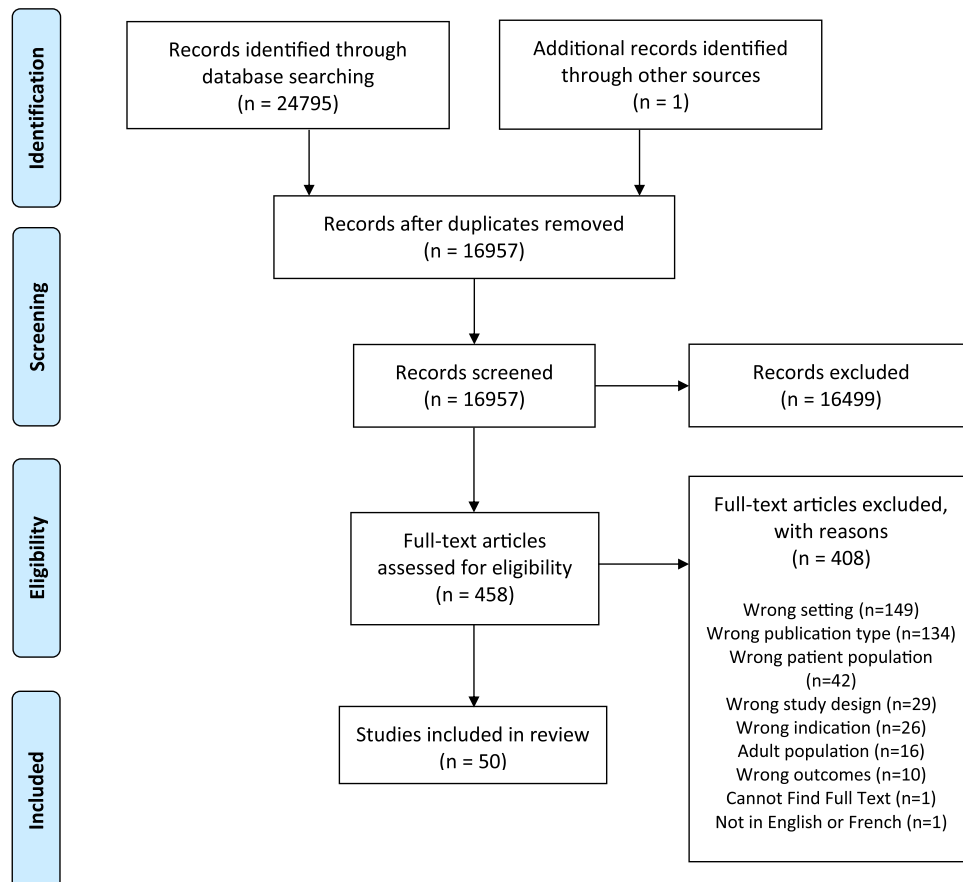 Identification
Records identified through
database searching
(n = 24795)
Additional records identified
through other sources
(n = 1)
Records after duplicates removed
(n = 16957)
Screening
Records screened
(n = 16957)
Records excluded
(n = 16499)
Eligibility
Full-text articles
assessed for eligibility
(n = 458)
Full-text articles excluded,
with reasons
(n = 408)
Wrong setting (n=149)
Wrong publication type (n=134)
Wrong patient population
(n=42)
Wrong study design (n=29)
Wrong indication (n=26)
Adult population (n=16)
Wrong outcomes (n=10)
Cannot Find Full Text (n=1)
Not in English or French (n=1)
Included
Studies included in review
(n = 50)